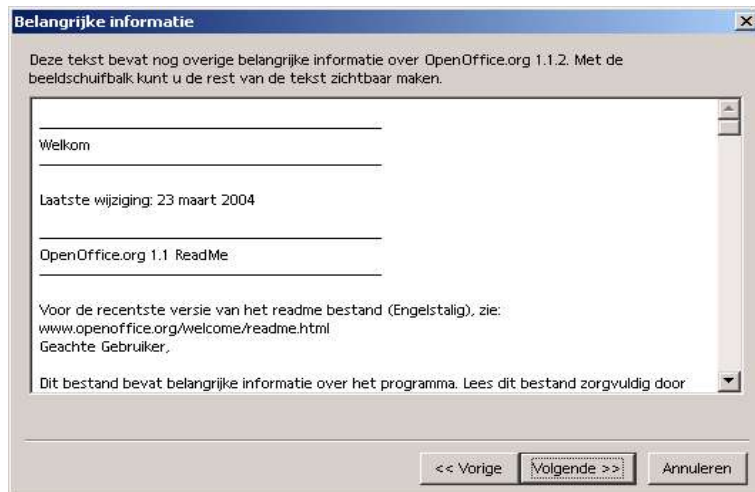 Belangrijke informatie
Deze tekst bevat nog overige belangrijke informatie over OpenOffice.org 1.1.2. Met de
beeldschuifbalk kunt u de rest van de tekst zichtbaar maken.
Welkom
Laatste wijziging: 23 maart 2004
OpenOffice.org 1.1 ReadMe
Voor de recentste versie van het readme bestand (Engelstalig), zie:
www.openoffice.org/welcome/readme.html
Geachte Gebruiker,
Dit bestand bevat belangrijke informatie over het programma. Lees dit bestand zorgvuldig door
<< Vorige Volgende >> Annuleren